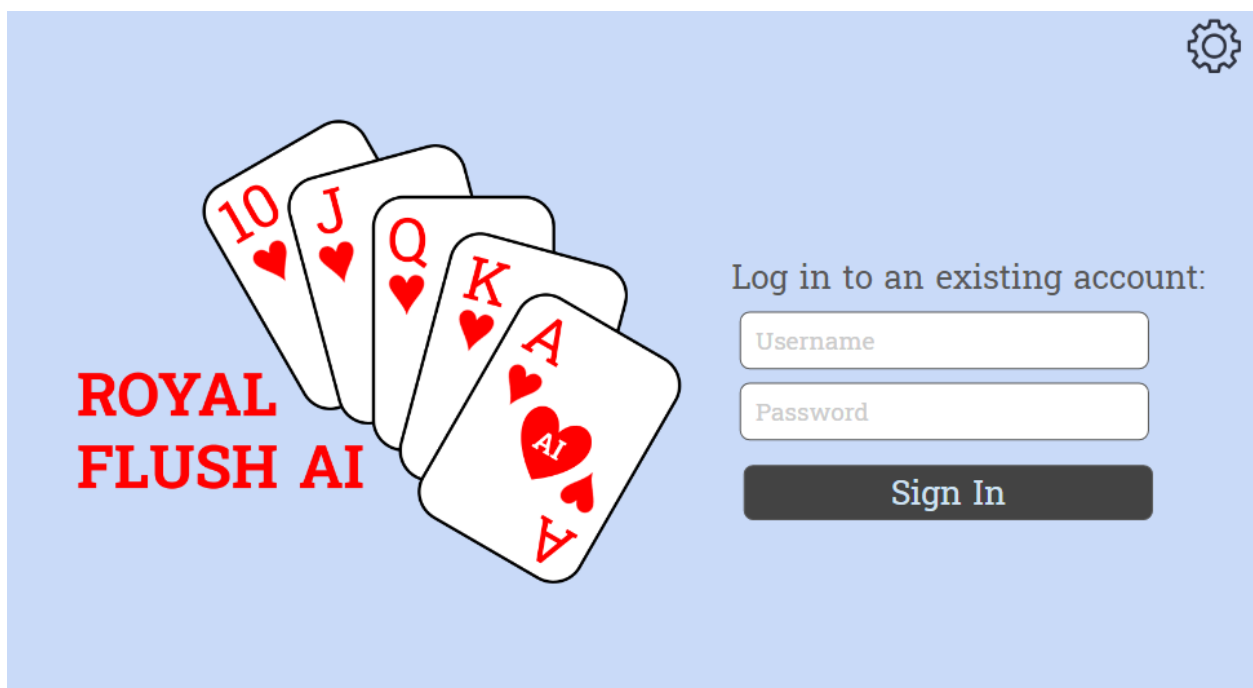 10
J
Q
K
A
AI
A
ROYAL
FLUSH AI
Log in to an existing account:
Username
Password
Sign In